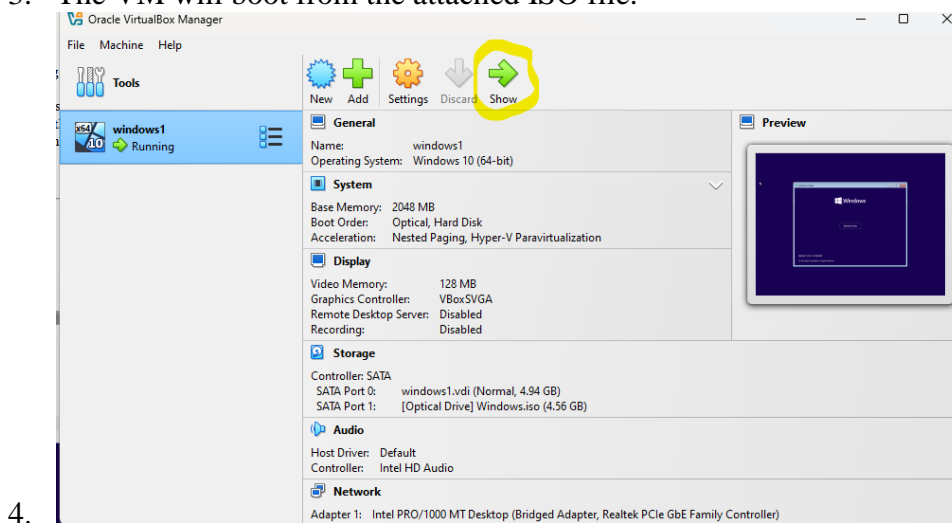 3. The VM will boot from the attached ISO file.
Oracle VirtualBox Manager
File Machine Help
Tools
New Add Settings Discard Show
windows1
Running
General
Name: windows1
Operating System: Windows 10 (64-bit)
System
Base Memory: 2048 MB
Boot Order: Optical, Hard Disk
Acceleration: Nested Paging, Hyper-V Paravirtualization
Display
Video Memory: 128 MB
Graphics Controller: VBoxSVGA
Remote Desktop Server: Disabled
Recording: Disabled
Storage
Controller: SATA
SATA Port 0: windows1.vdi (Normal, 4.94 GB)
SATA Port 1: [Optical Drive] Windows.iso (4.56 GB)
Audio
Host Driver: Default
Controller: Intel HD Audio
Network
Adapter 1: Intel PRO/1000 MT Desktop (Bridged Adapter, Realtek PCIe GbE Family Controller)
Preview
Windows
4.